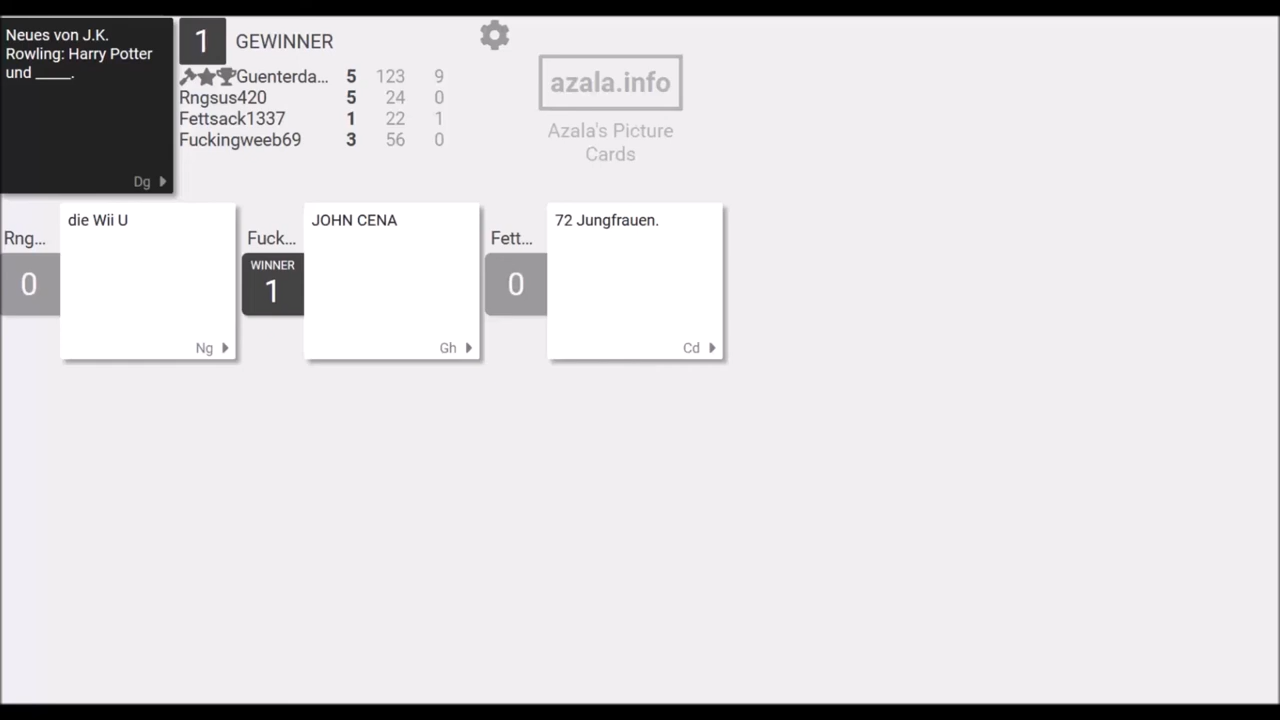 Neues von J.K.
Rowling: Harry Potter
und _____.
Dg
1 GEWINNER
Guenterda... 5 123 9
Rngsus420 5 24 0
Fettsack1337 1 22 1
Fuckingweeb69 3 56 0
azala.info
Azala's Picture
Cards
Rng...
0
die Wii U
Ng
Fuck...
WINNER
1
JOHN CENA
Gh
Fett...
0
72 Jungfrauen.
Cd